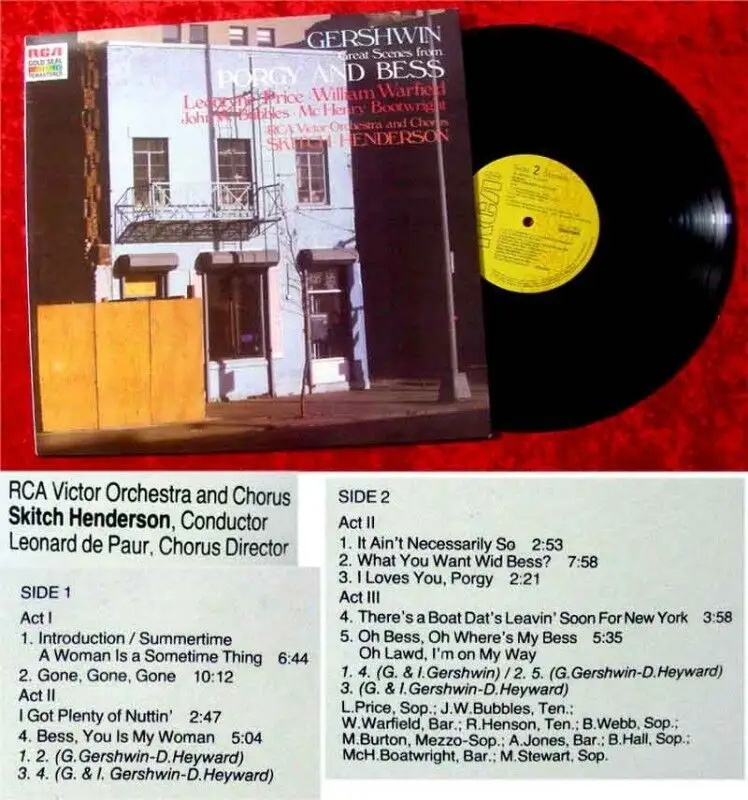 RCA
GOLD SEAL
GERSHWIN
Great Scenes from
PORGY AND BESS
Leontyne Price · William Warfield
John W. Bubbles · Mc Henry Bootwright
RCA Victor Orchestra and Chorus
SKITCH HENDERSON
RCA
2
RCA Victor Orchestra and Chorus
Skitch Henderson, Conductor
Leonard de Paur, Chorus Director
SIDE 1
Act I
1. Introduction / Summertime
A Woman Is a Sometime Thing 6:44
2. Gone, Gone, Gone 10:12
Act II
I Got Plenty of Nuttin' 2:47
4. Bess, You Is My Woman 5:04
1. 2. (G.Gershwin-D.Heyward)
3. 4. (G. & I. Gershwin-D.Heyward)
SIDE 2
Act II
1. It Ain't Necessarily So 2:53
2. What You Want Wid Bess? 7:58
3. I Loves You, Porgy 2:21
Act III
4. There's a Boat Dat's Leavin' Soon For New York 3:58
5. Oh Bess, Oh Where's My Bess 5:35
Oh Lawd, I'm on My Way
1. 4. (G. & I.Gershwin) / 2. 5. (G.Gershwin-D.Heyward)
3. (G. & I.Gershwin-D.Heyward)
L.Price, Sop.; J.W.Bubbles, Ten.;
W.Warfield, Bar.; R.Henson, Ten.; B.Webb, Sop.;
M.Burton, Mezzo-Sop.; A.Jones, Bar.; B.Hall, Sop.;
McH.Boatwright, Bar.; M.Stewart, Sop.